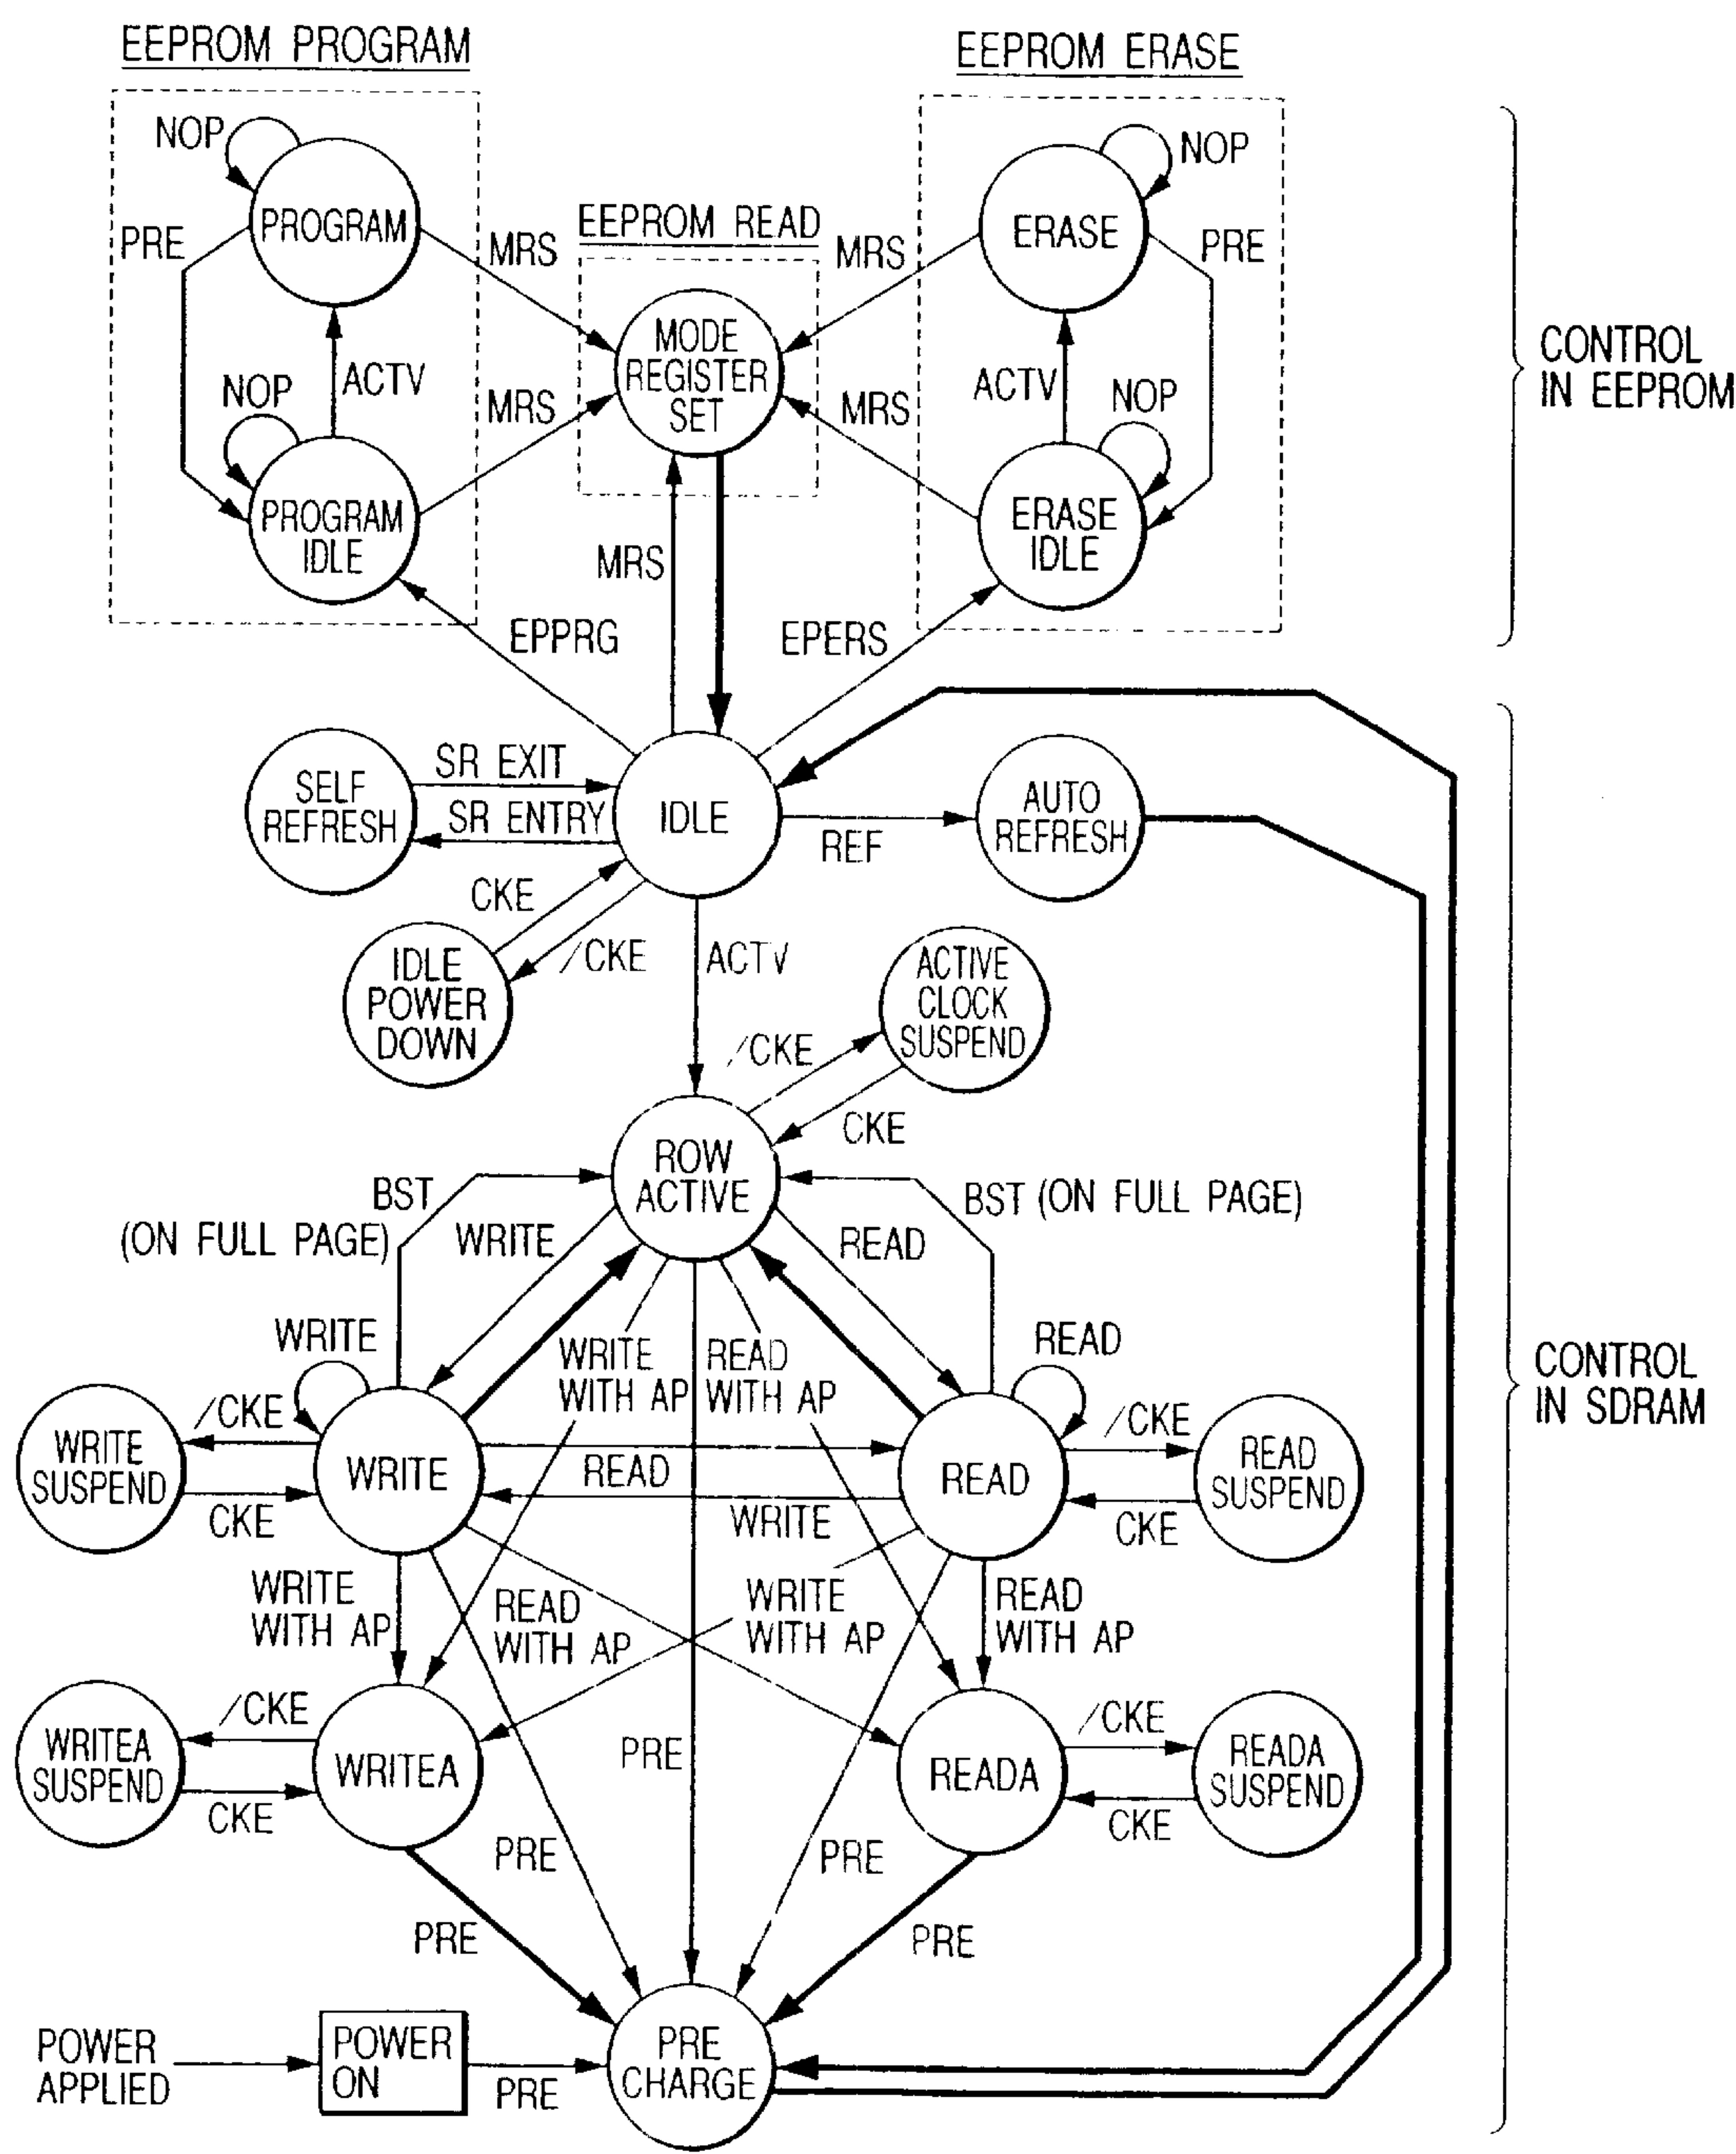 EEPROM PROGRAM
EEPROM ERASE
NOP
NOP
PROGRAM
ERASE
EEPROM READ
PRE
MRS
MRS
PRE
MODE
REGISTER
SET
CONTROL
IN EEPROM
ACTV
ACTV
NOP
NOP
MRS
MRS
PROGRAM
IDLE
ERASE
IDLE
MRS
EPPRG
EPERS
SELF
REFRESH
SR EXIT
SR ENTRY
IDLE
REF
AUTO
REFRESH
CKE
/CKE
IDLE
POWER
DOWN
ACTV
ACTIVE
CLOCK
SUSPEND
/CKE
CKE
ROW
ACTIVE
BST
(ON FULL PAGE)
BST (ON FULL PAGE)
WRITE
READ
WRITE
WRITE
WITH AP
READ
WITH AP
READ
CONTROL
IN SDRAM
WRITE
SUSPEND
/CKE
CKE
WRITE
READ
WRITE
READ
/CKE
CKE
READ
SUSPEND
WRITE
WITH AP
READ
WITH AP
WRITE
WITH AP
READ
WITH AP
WRITEA
SUSPEND
/CKE
CKE
WRITEA
PRE
READA
/CKE
CKE
READA
SUSPEND
PRE
PRE
PRE
PRE
POWER
APPLIED
POWER
ON
PRE
PRE
CHARGE